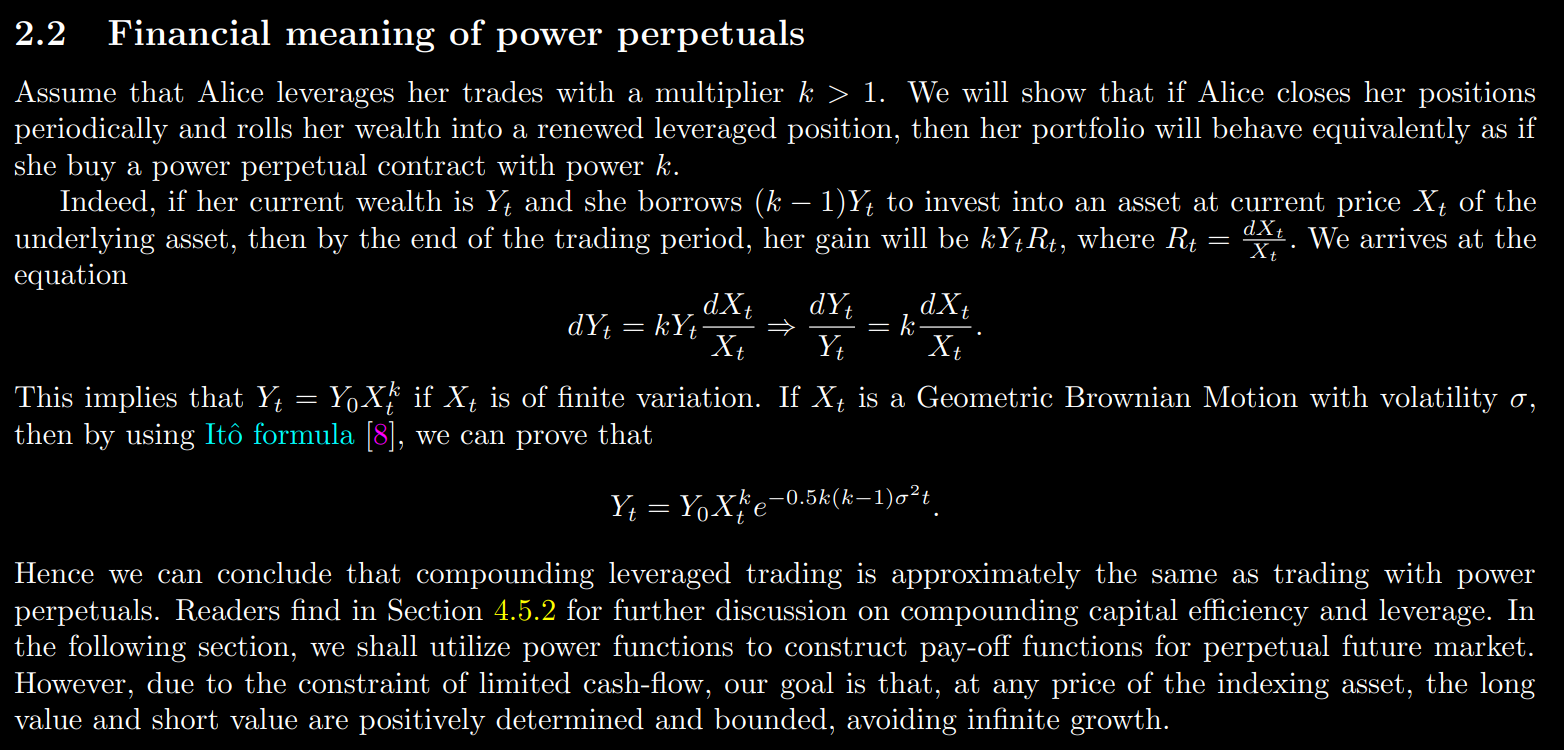 2.2 Financial meaning of power perpetuals
Assume that Alice leverages her trades with a multiplier k > 1. We will show that if Alice closes her positions
periodically and rolls her wealth into a renewed leveraged position, then her portfolio will behave equivalently as if
she buy a power perpetual contract with power k.
Indeed, if her current wealth is Y_t and she borrows (k − 1)Y_t to invest into an asset at current price X_t of the
underlying asset, then by the end of the trading period, her gain will be kY_tR_t, where R_t = \frac{dX_t}{X_t}. We arrives at the
equation
dY_t = kY_t \frac{dX_t}{X_t} ⇒ \frac{dY_t}{Y_t} = k \frac{dX_t}{X_t}.
This implies that Y_t = Y_0X_t^k if X_t is of finite variation. If X_t is a Geometric Brownian Motion with volatility σ,
then by using Itô formula [8], we can prove that
Y_t = Y_0X_t^k e^{−0.5k(k−1)σ^2t}.
Hence we can conclude that compounding leveraged trading is approximately the same as trading with power
perpetuals. Readers find in Section 4.5.2 for further discussion on compounding capital efficiency and leverage. In
the following section, we shall utilize power functions to construct pay-off functions for perpetual future market.
However, due to the constraint of limited cash-flow, our goal is that, at any price of the indexing asset, the long
value and short value are positively determined and bounded, avoiding infinite growth.